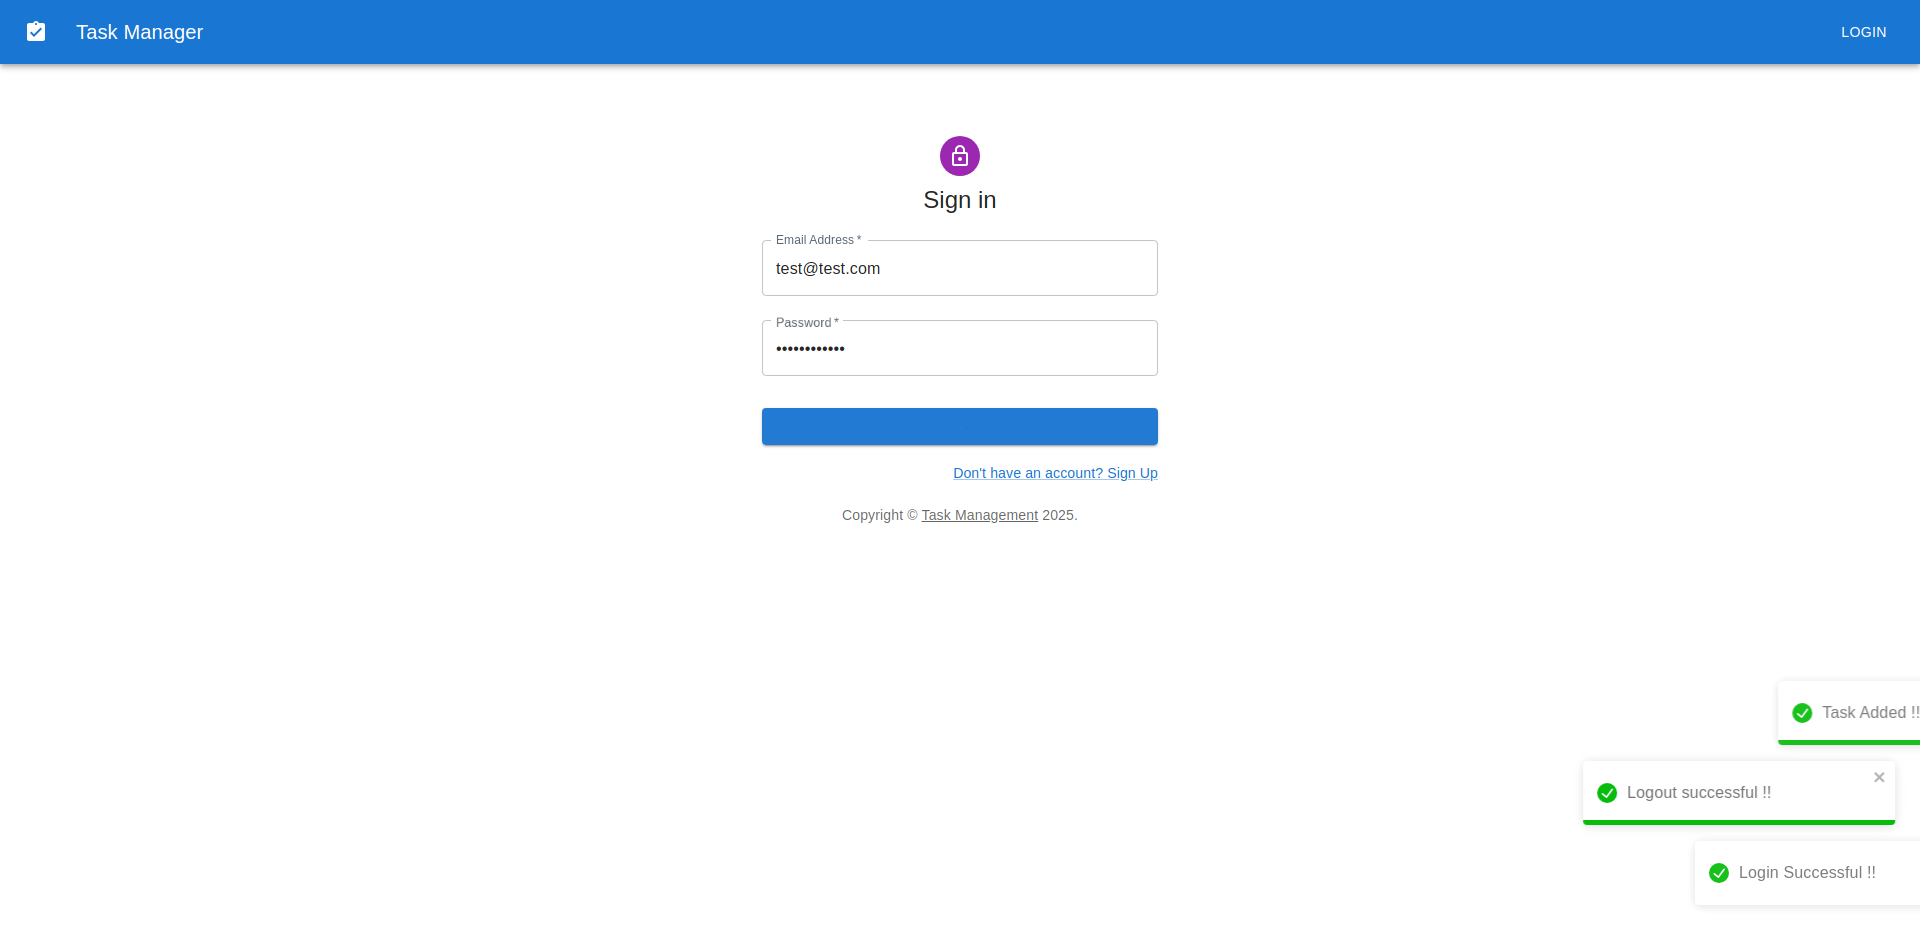 Task Manager
LOGIN
Sign in
Email Address *
test@test.com
Password *
••••••••••••
Don't have an account? Sign Up
Copyright © Task Management 2025.
Task Added !!
Logout successful !!
Login Successful !!